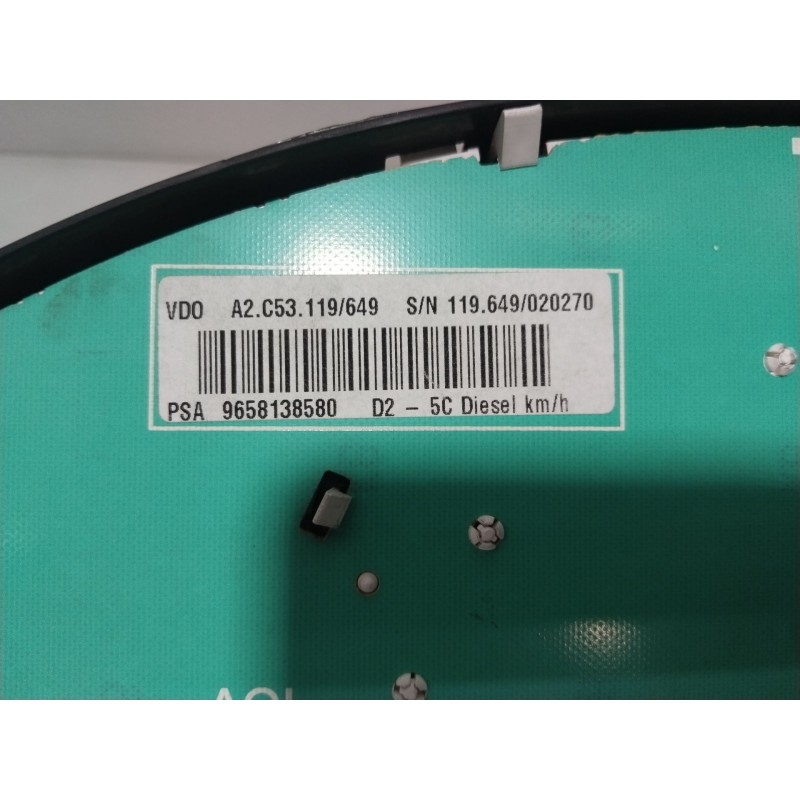 VDO A2.C53.119/649 S/N 119.649/020270
PSA 9658138580 D2 - 5C Diesel km/h